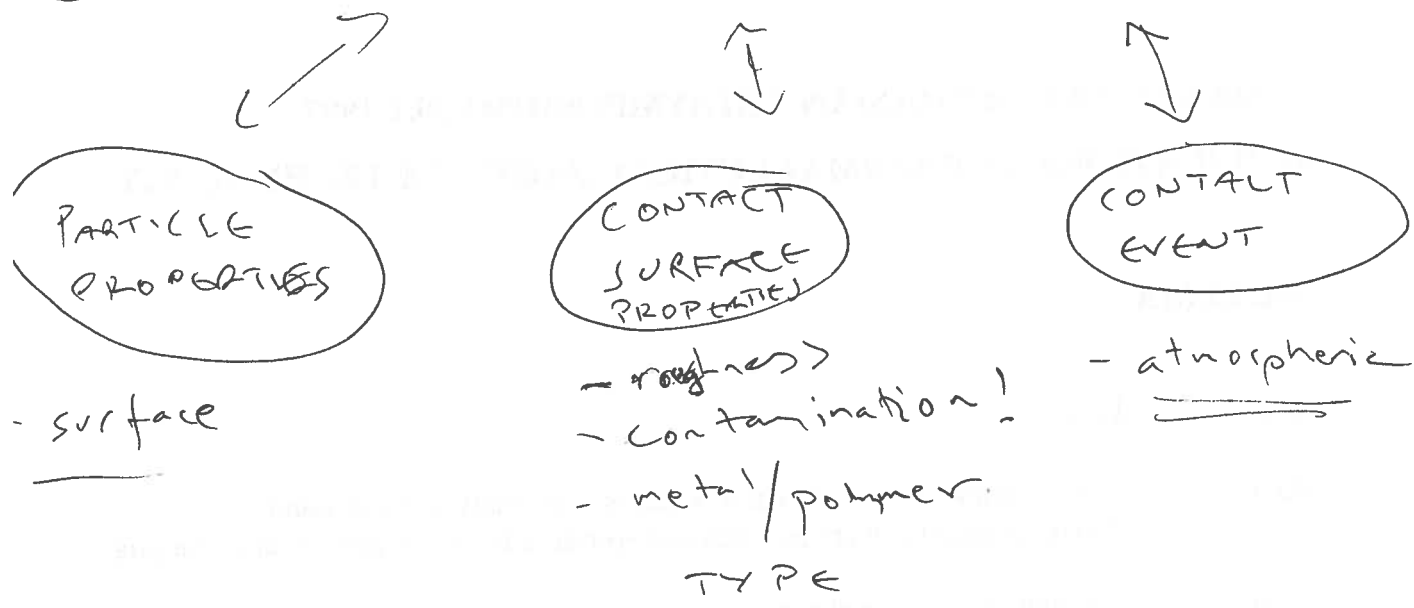 PARTICLE
PROPERTIES
- surface
CONTACT
SURFACE
PROPERTIES
- roughness
- contamination!
- metal/polymer
TYPE
CONTACT
EVENT
- atmospheric